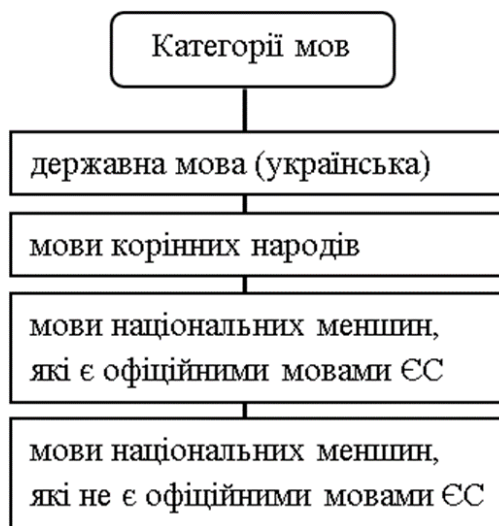 Категорії мов
державна мова (українська)
мови корінних народів
мови національних меншин,
які є офіційними мовами ЄС
мови національних меншин,
які не є офіційними мовами ЄС